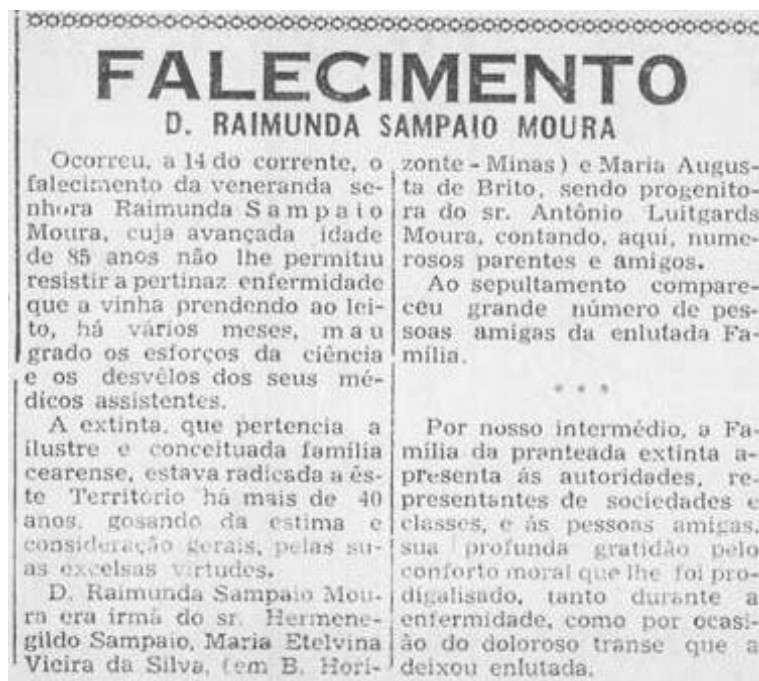 FALECIMENTO
D. RAIMUNDA SAMPAIO MOURA
Ocorreu, a 14 do corrente, o
falecimento da veneranda se-
nhora Raimunda Sampaio
Moura, cuja avançada idade
de 85 anos não lhe permitiu
resistir a pertinaz enfermidade
que a vinha prendendo ao lei-
to, há vários meses, mau
grado os esforços da ciência
e os desvêlos dos seus mé-
dicos assistentes.
A extinta, que pertencia a
ilustre e conceituada família
cearense, estava radicada a ês-
te Territorio há mais de 40
anos, gosando da estima e
consideração gerais, pelas su-
as excelsas virtudes.
D. Raimunda Sampaio Mou-
ra era irmã do sr. Hermene-
gildo Sampaio, Maria Etelvina
Vieira da Silva, (em B. Hori-
zonte - Minas) e Maria Augus-
ta de Brito, sendo progenito-
ra do sr. Antônio Luitgards
Moura, contando, aquí, nume-
rosos parentes e amigos.
Ao sepultamento compare-
ceu grande número de pes-
soas amigas da enlutada Fa-
mília.
* * *
Por nosso intermédio, a Fa-
mília da pranteada extinta a-
presenta ás autoridades, re-
presentantes de sociedades e
classes, e ás pessoas amigas,
sua profunda gratidão pelo
conforto moral que lhe foi pro-
digalisado, tanto durante a
enfermidade, como por ocasi-
ão do doloroso transe que a
deixou enlutada.